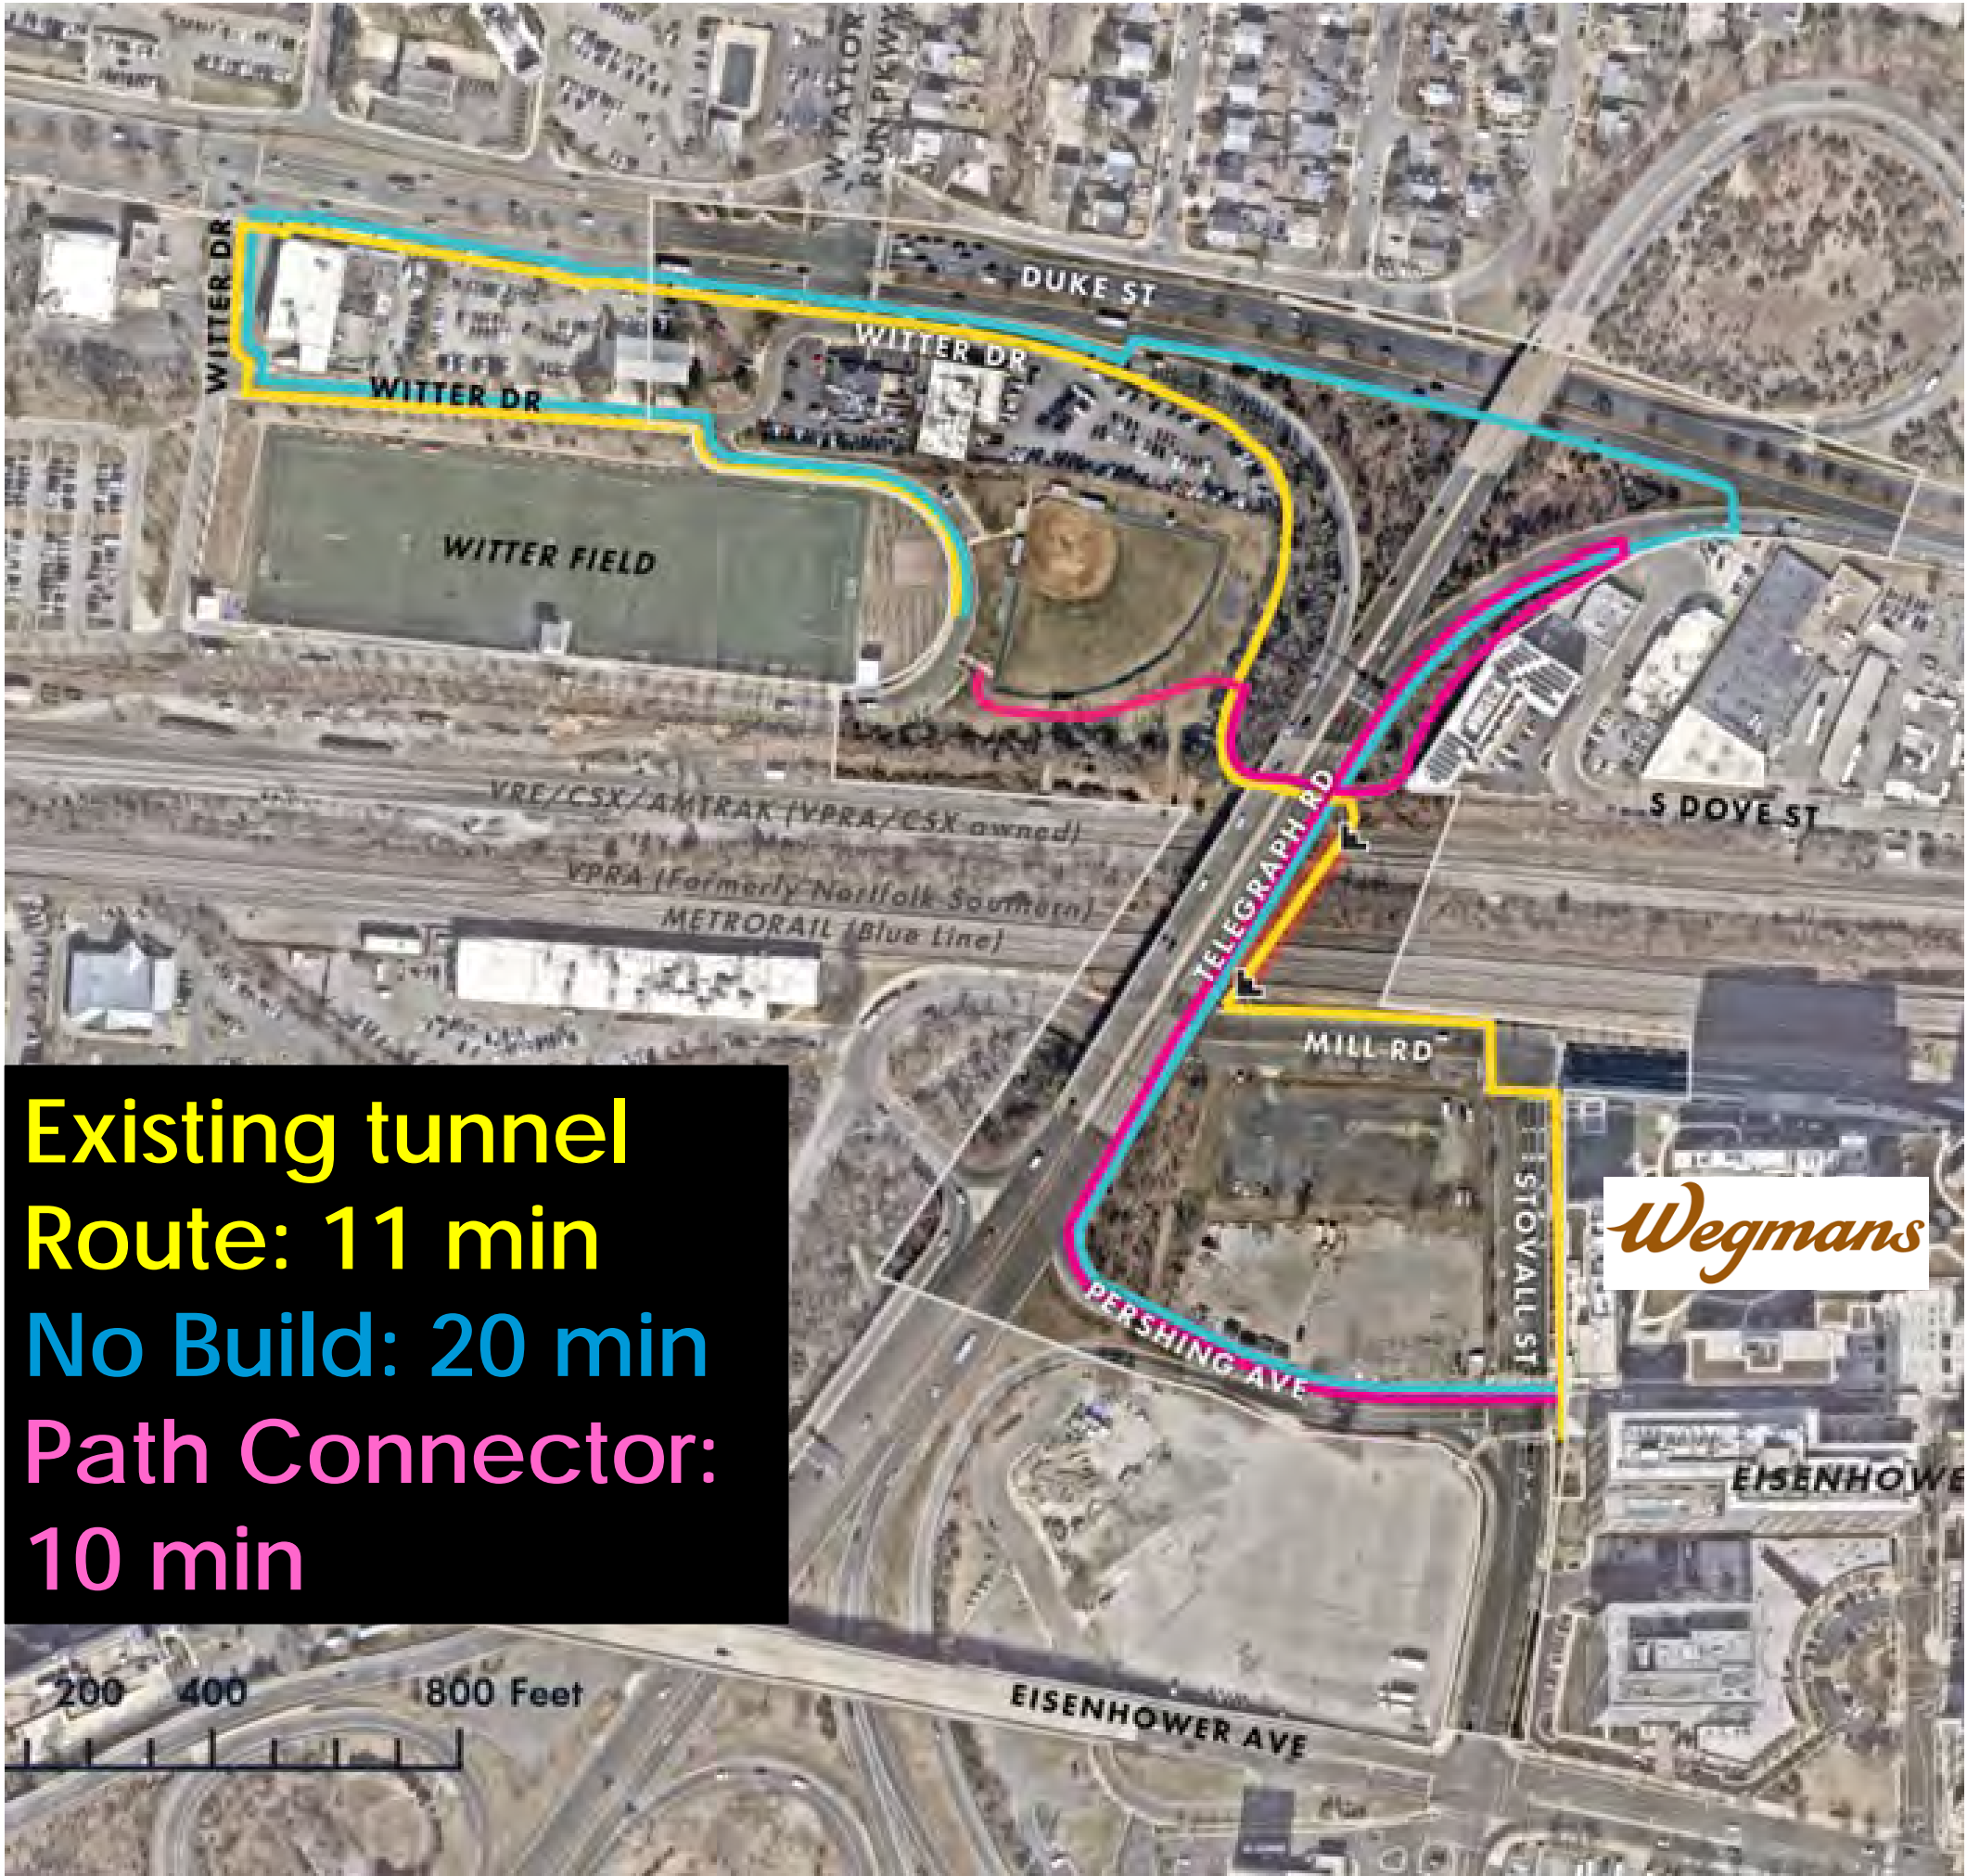 W TAYLOR
RUN PKWY
DUKE ST
WITTER DR
WITTER DR
WITTER DR
WITTER FIELD
S DOVE ST
VRE/CSX/AMTRAK (VPRA/CSX owned)
VPRA (Formerly Norlfolk Southern)
METRORAIL (Blue Line)
TELEGRAPH RD
MILL RD
STOVALL ST
Wegmans
PERSHING AVE
EISENHOWE
Existing tunnel
Route: 11 min
No Build: 20 min
Path Connector:
10 min
200 400 800 Feet
EISENHOWER AVE